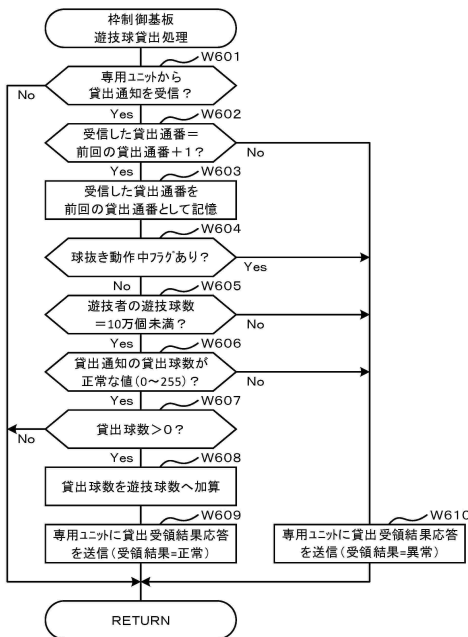 枠制御基板
遊技球貸出処理
W601
専用ユニットから
貸出通知を受信？
No
Yes
W602
受信した貸出通番＝
前回の貸出通番＋1？
No
Yes
W603
受信した貸出通番を
前回の貸出通番として記憶
W604
球抜き動作中フラグあり？
Yes
No
W605
遊技者の遊技球数
＝10万個未満？
No
Yes
W606
貸出通知の貸出球数が
正常な値(0～255)？
No
Yes
W607
貸出球数＞0？
No
Yes
W608
貸出球数を遊技球数へ加算
W609
専用ユニットに貸出受領結果応答
を送信(受領結果=正常)
W610
専用ユニットに貸出受領結果応答
を送信(受領結果=異常)
RETURN